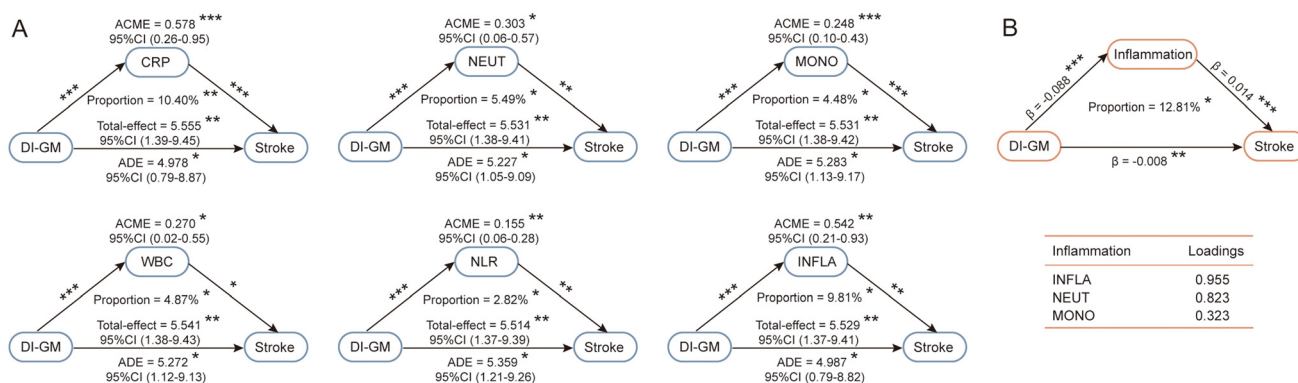 A
ACME = 0.578 ***
95%CI (0.26-0.95)
CRP
***
***
Proportion = 10.40% **
Total-effect = 5.555 **
95%CI (1.39-9.45)
DI-GM
Stroke
ADE = 4.978 *
95%CI (0.79-8.87)
ACME = 0.303 *
95%CI (0.06-0.57)
NEUT
***
**
Proportion = 5.49% *
Total-effect = 5.531 **
95%CI (1.38-9.41)
DI-GM
Stroke
ADE = 5.227 *
95%CI (1.05-9.09)
ACME = 0.248 ***
95%CI (0.10-0.43)
MONO
***
***
Proportion = 4.48% *
Total-effect = 5.531 **
95%CI (1.38-9.42)
DI-GM
Stroke
ADE = 5.283 *
95%CI (1.13-9.17)
ACME = 0.270 *
95%CI (0.02-0.55)
WBC
***
*
Proportion = 4.87% *
Total-effect = 5.541 **
95%CI (1.38-9.43)
DI-GM
Stroke
ADE = 5.272 *
95%CI (1.12-9.13)
ACME = 0.155 **
95%CI (0.06-0.28)
NLR
***
**
Proportion = 2.82% *
Total-effect = 5.514 **
95%CI (1.37-9.39)
DI-GM
Stroke
ADE = 5.359 *
95%CI (1.21-9.26)
ACME = 0.542 **
95%CI (0.21-0.93)
INFLA
***
**
Proportion = 9.81% *
Total-effect = 5.529 **
95%CI (1.37-9.41)
DI-GM
Stroke
ADE = 4.987 *
95%CI (0.79-8.82)
B
Inflammation
β = -0.088 ***
β = 0.014 ***
Proportion = 12.81% *
DI-GM
Stroke
β = -0.008 **
Inflammation Loadings
INFLA 0.955
NEUT 0.823
MONO 0.323